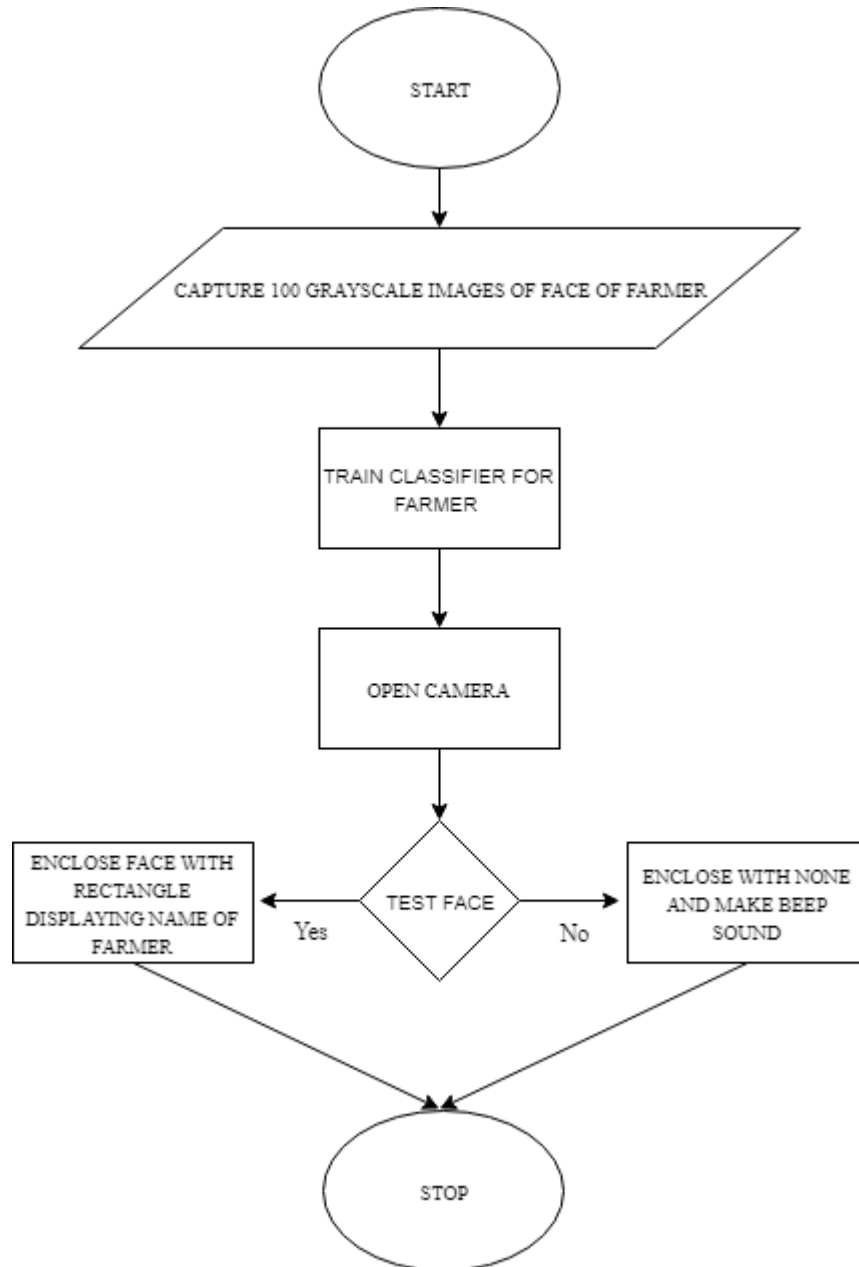 START
CAPTURE 100 GRAYSCALE IMAGES OF FACE OF FARMER
TRAIN CLASSIFIER FOR
FARMER
OPEN CAMERA
TEST FACE
Yes
No
ENCLOSE FACE WITH
RECTANGLE
DISPLAYING NAME OF
FARMER
ENCLOSE WITH NONE
AND MAKE BEEP
SOUND
STOP